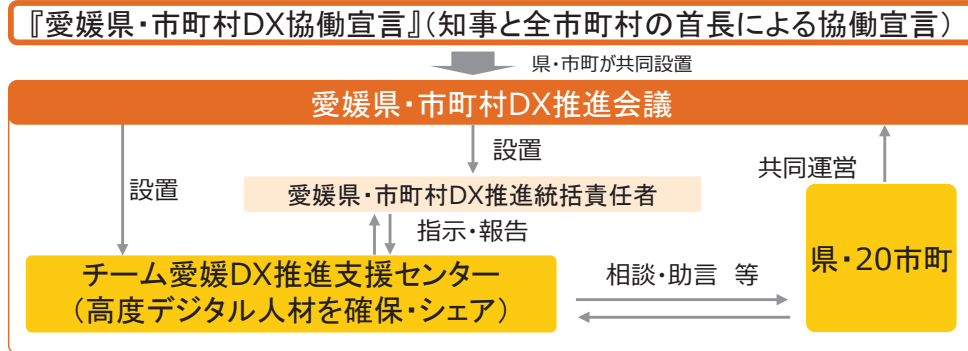 『愛媛県・市町村DX協働宣言』(知事と全市町村の首長による協働宣言)
県・市町が共同設置
愛媛県・市町村DX推進会議
設置
設置
共同運営
愛媛県・市町村DX推進統括責任者
指示・報告
チーム愛媛DX推進支援センター
(高度デジタル人材を確保・シェア)
相談・助言 等
県・20市町